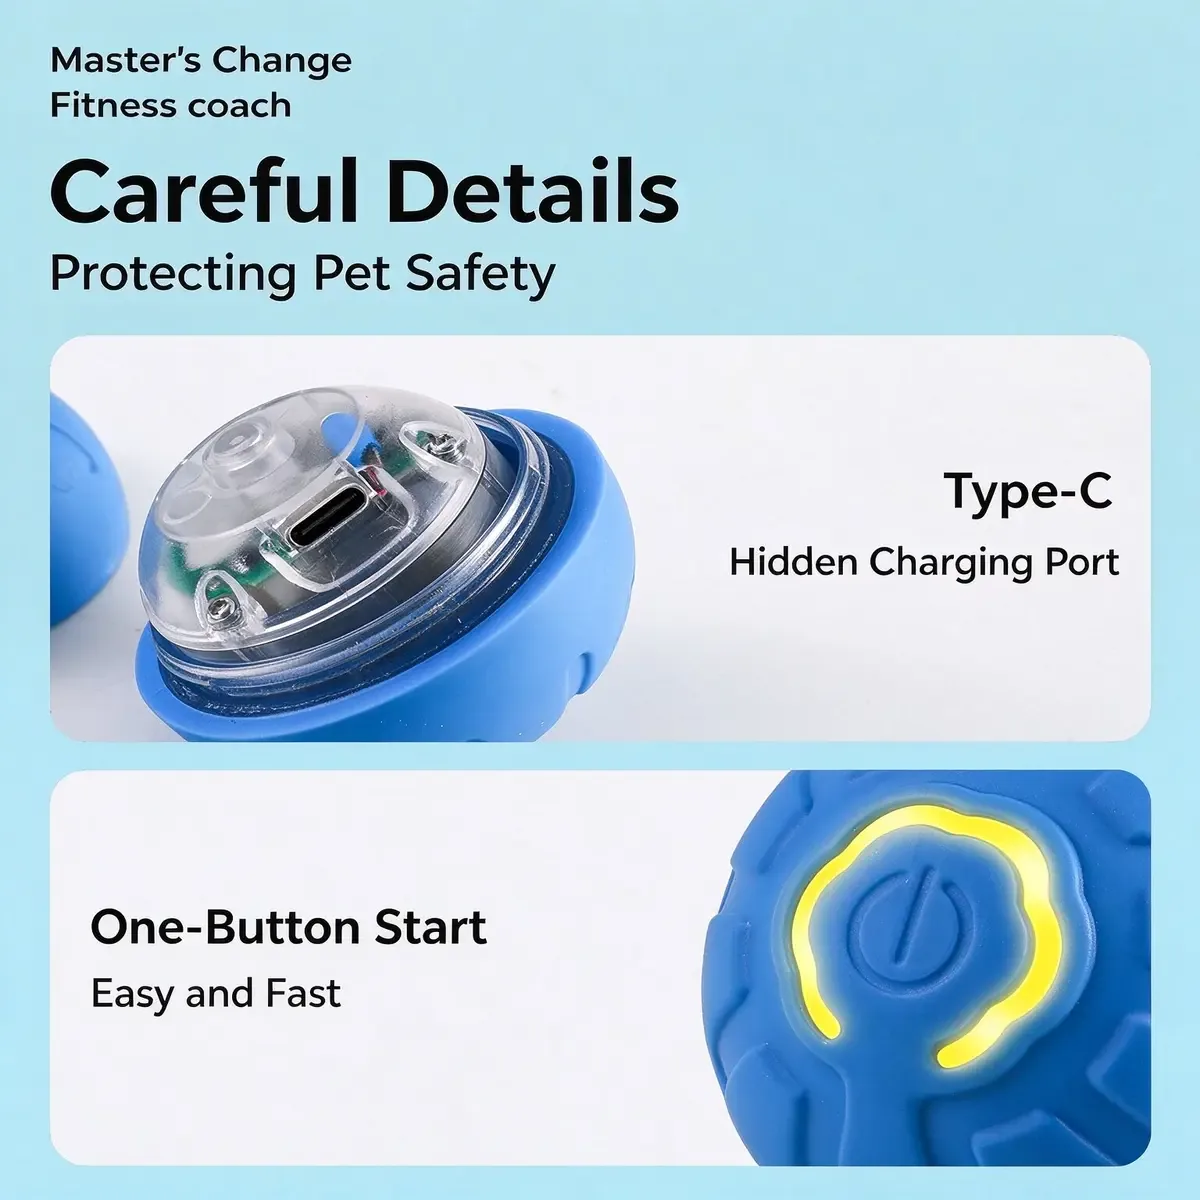 Master's Change
Fitness coach
Careful Details
Protecting Pet Safety
Type-C
Hidden Charging Port
One-Button Start
Easy and Fast